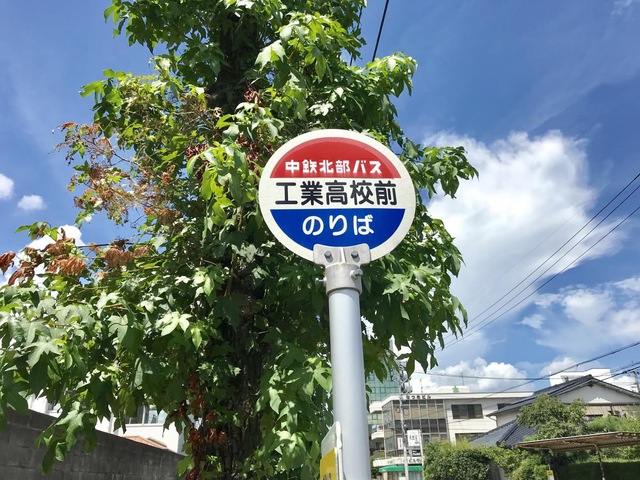 中鉄北部バス
工業高校前
のりば